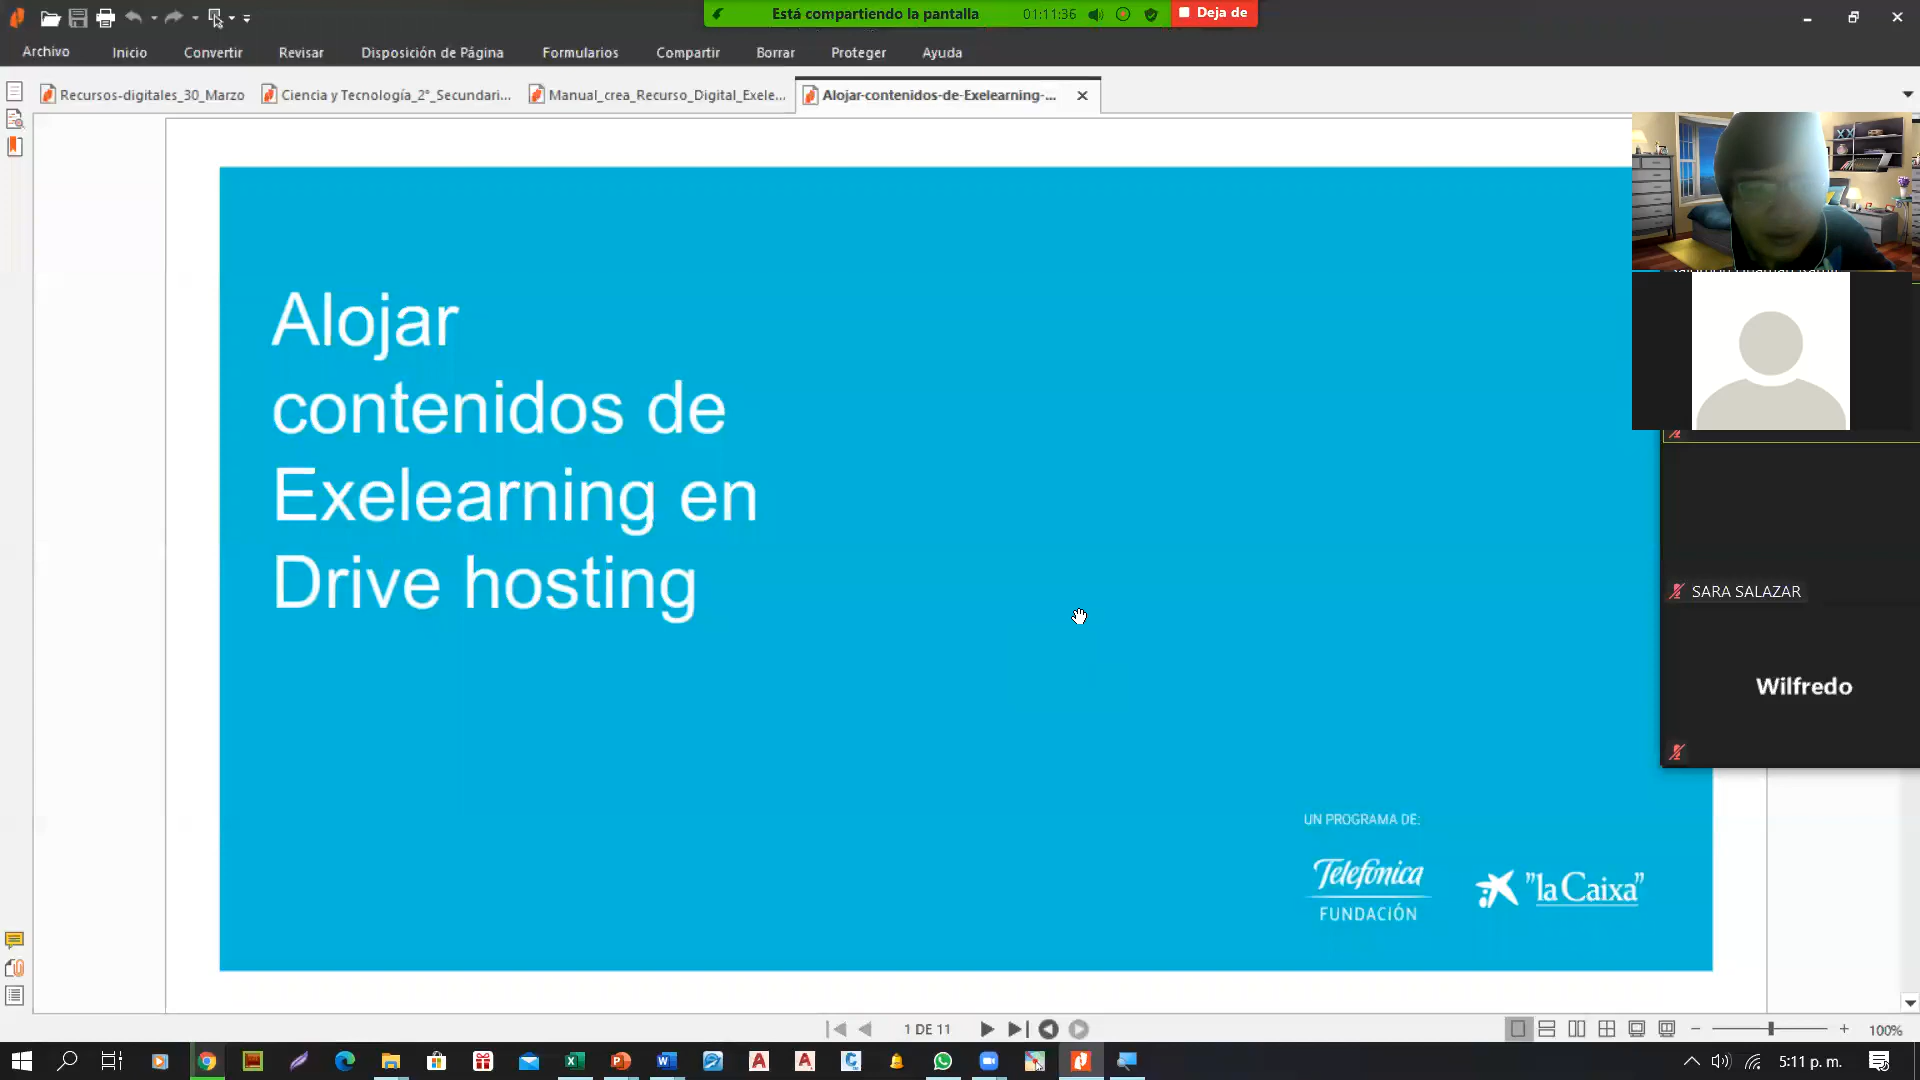 Está compartiendo la pantalla
01:11:36
Deja de
Archivo
Inicio
Convertir
Revisar
Disposición de Página
Formularios
Compartir
Borrar
Proteger
Ayuda
Recursos-digitales_30_Marzo
Ciencia y Tecnología_2°_Secundari...
Manual_crea_Recurso_Digital_Exele...
Alojar-contenidos-de-Exelearning-...
Alojar
contenidos de
Exelearning en
Drive hosting
SARA SALAZAR
Wilfredo
UN PROGRAMA DE:
Telefónica
FUNDACIÓN
"la Caixa"
1 DE 11
100%
5:11 p. m.